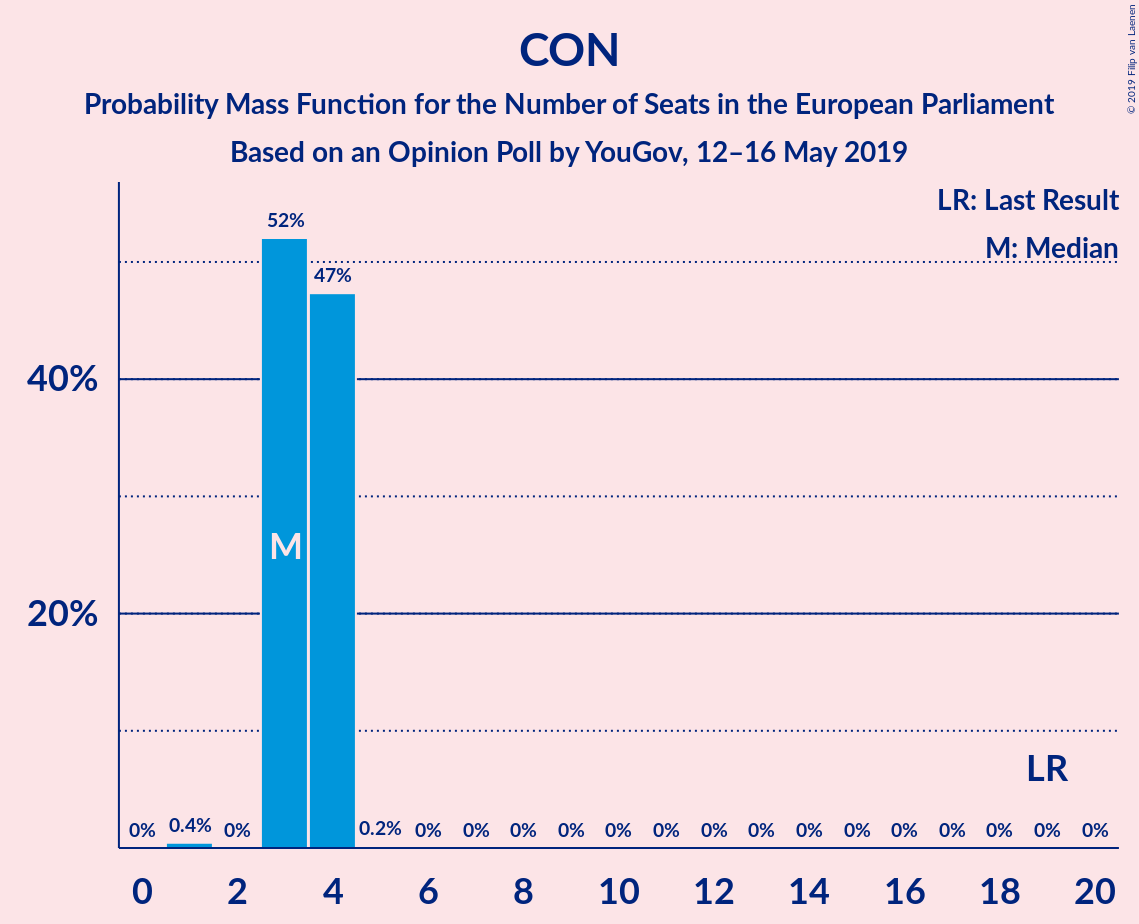 CON
Probability Mass Function for the Number of Seats in the European Parliament
Based on an Opinion Poll by YouGov, 12–16 May 2019
© 2019 Filip van Laenen
LR: Last Result
M: Median
52%
47%
40%
M
20%
LR
0% 0.4% 0% 0.2% 0% 0% 0% 0% 0% 0% 0% 0% 0% 0% 0% 0% 0% 0% 0%
0 2 4 6 8 10 12 14 16 18 20